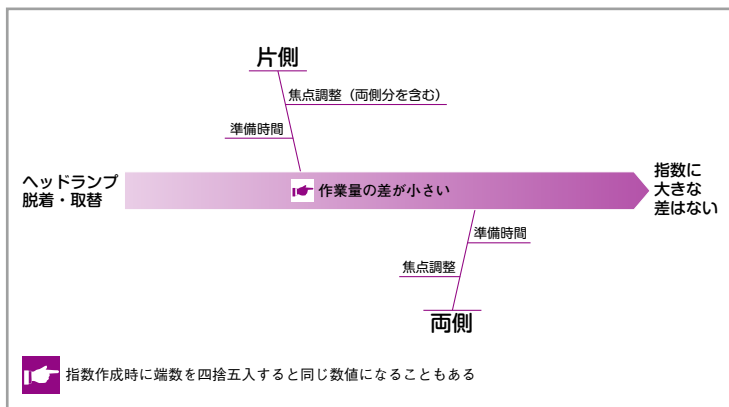 片側
焦点調整（両側分を含む）
準備時間
ヘッドランプ
脱着・取替
作業量の差が小さい
指数に
大きな
差はない
準備時間
焦点調整
両側
指数作成時に端数を四捨五入すると同じ数値になることもある